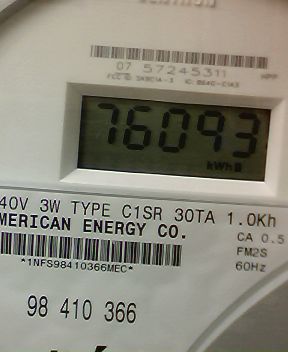 07 57245311
76093
kWh
40V 3W TYPE C1SR 30TA 1.0Kh
MERICAN ENERGY CO.
CA 0.5
FM2S
*1NFS98410366MEC*
60Hz
98 410 366